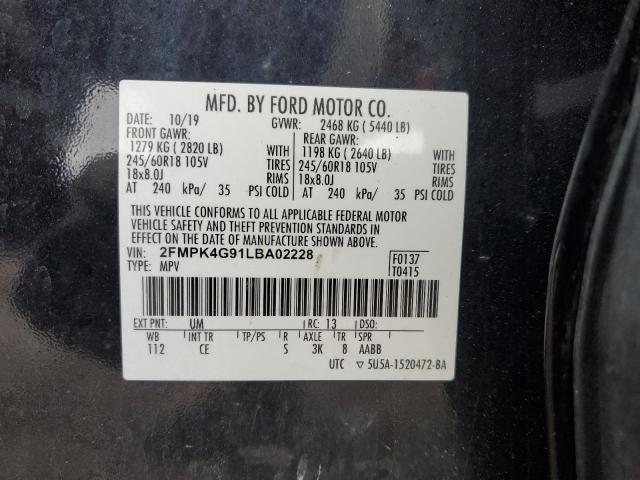 MFD. BY FORD MOTOR CO.
DATE: 10/19 GVWR: 2468 KG ( 5440 LB)
FRONT GAWR: REAR GAWR:
1279 KG ( 2820 LB) WITH 1198 KG ( 2640 LB) WITH
245/60R18 105V TIRES 245/60R18 105V TIRES
18x8.0J RIMS 18x8.0J RIMS
AT 240 kPa/ 35 PSI COLD AT 240 kPa/ 35 PSI COLD
THIS VEHICLE CONFORMS TO ALL APPLICABLE FEDERAL MOTOR
VEHICLE SAFETY AND THEFT PREVENTION STANDARDS IN
EFFECT ON THE DATE OF MANUFACTURE SHOWN ABOVE.
VIN: 2FMPK4G91LBA02228 F0137
TYPE: MPV T0415
EXT PNT: UM RC: 13 DSO:
WB INT TR TP/PS R AXLE TR SPR
112 CE S 3K 8 AABB
UTC ▽ 5U5A-1520472-BA